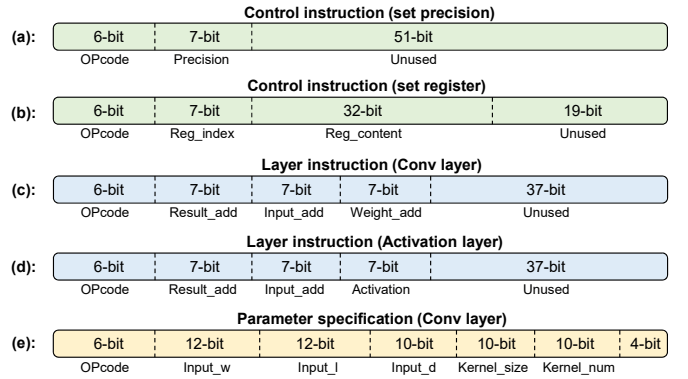 Control instruction (set precision)
(a): 6-bit 7-bit 51-bit
OPcode Precision Unused
Control instruction (set register)
(b): 6-bit 7-bit 32-bit 19-bit
OPcode Reg_index Reg_content Unused
Layer instruction (Conv layer)
(c): 6-bit 7-bit 7-bit 7-bit 37-bit
OPcode Result_add Input_add Weight_add Unused
Layer instruction (Activation layer)
(d): 6-bit 7-bit 7-bit 7-bit 37-bit
OPcode Result_add Input_add Activation Unused
Parameter specification (Conv layer)
(e): 6-bit 12-bit 12-bit 10-bit 10-bit 10-bit 4-bit
OPcode Input_w Input_l Input_d Kernel_size Kernel_num